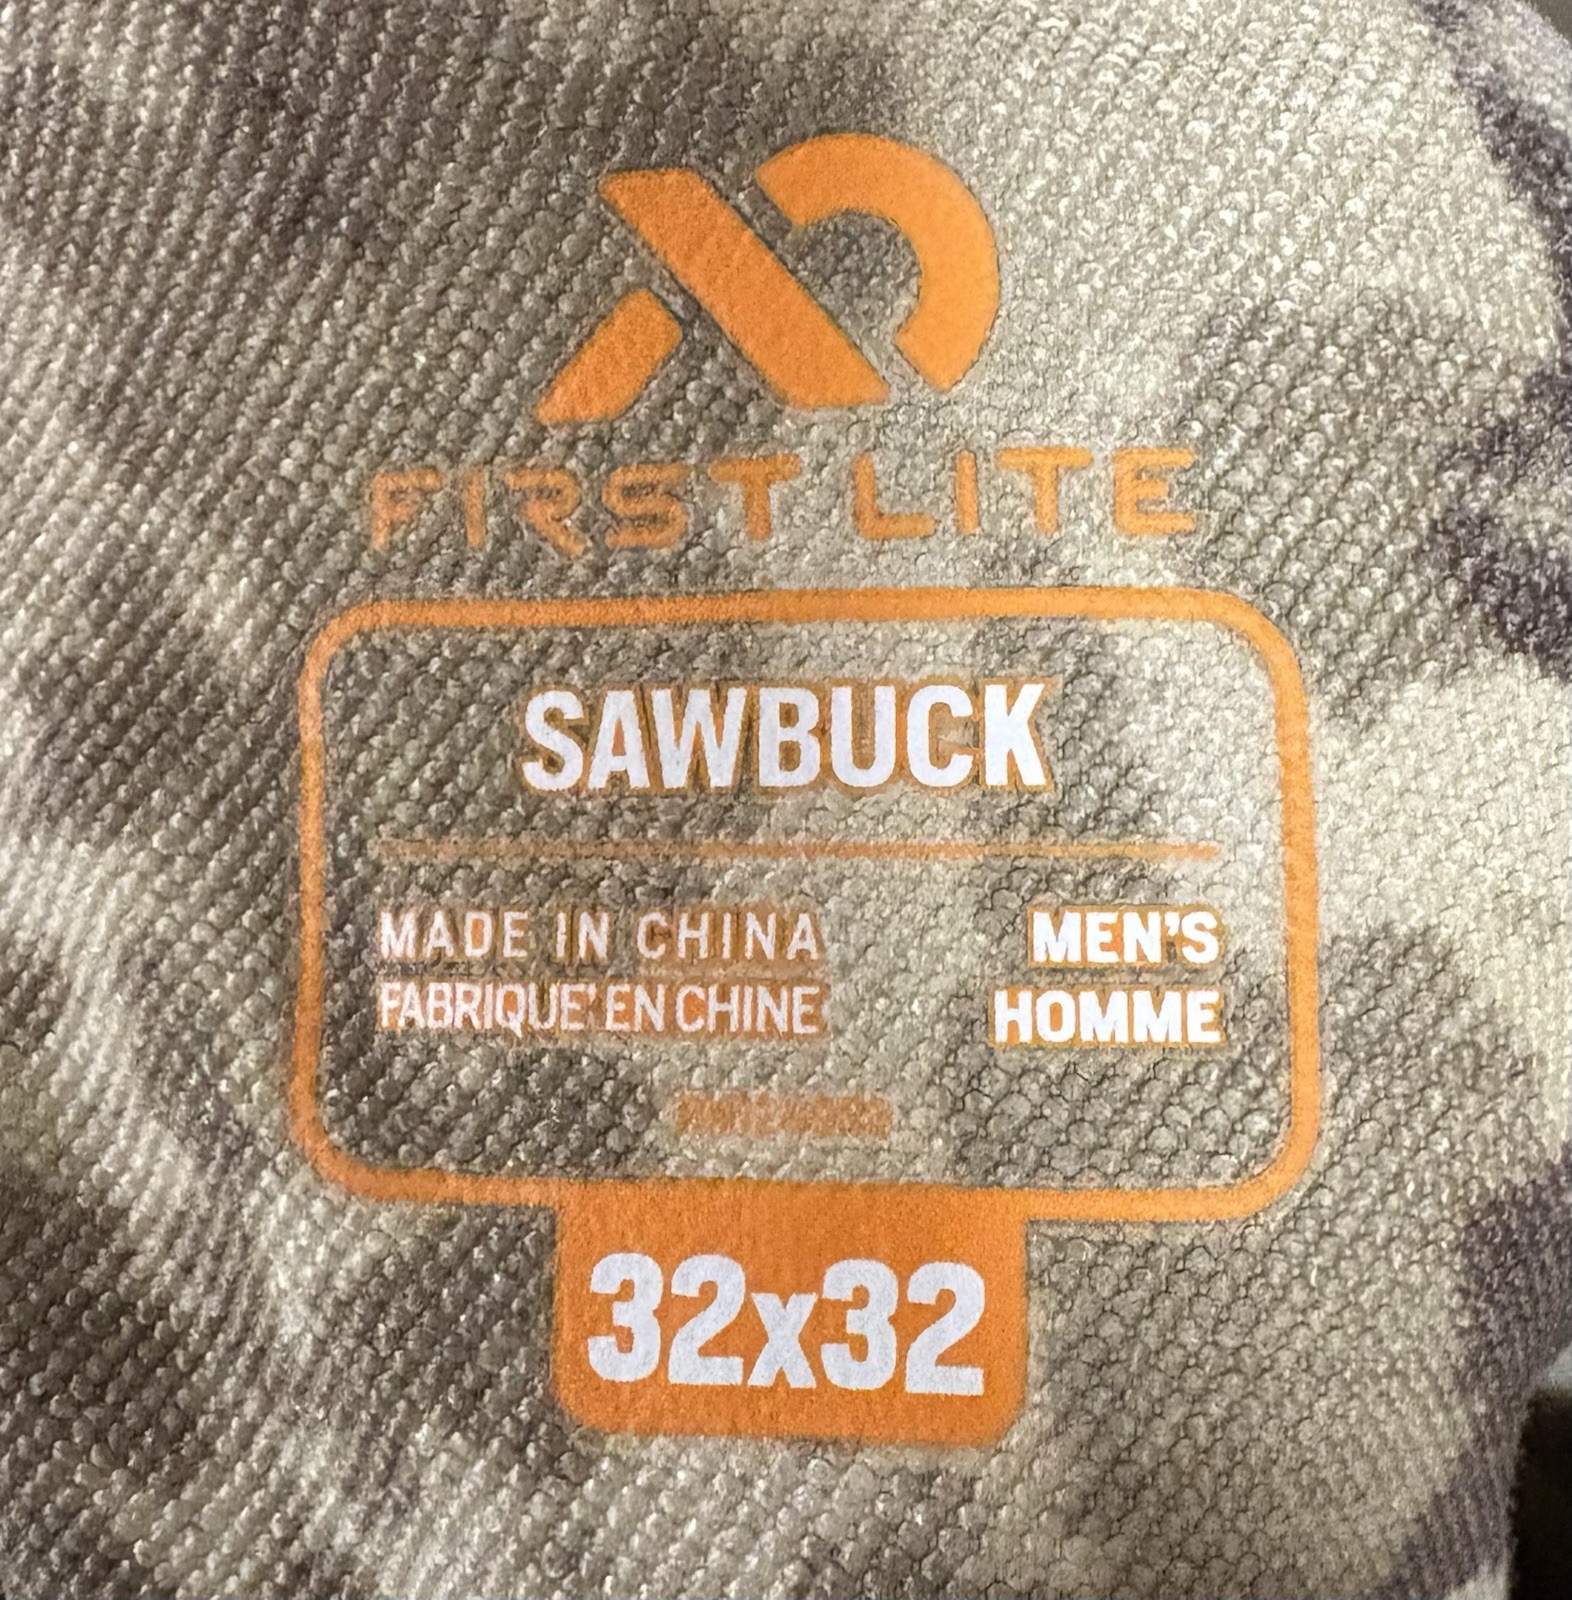 FIRST LITE
SAWBUCK
MADE IN CHINA
FABRIQUE' EN CHINE
MEN'S
HOMME
32x32